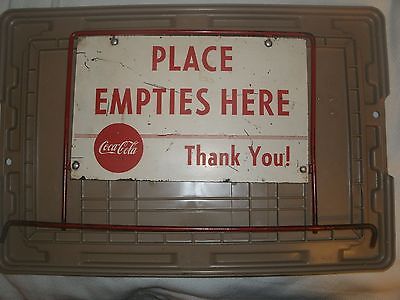 PLACE
EMPTIES HERE
Coca-Cola
Thank You!